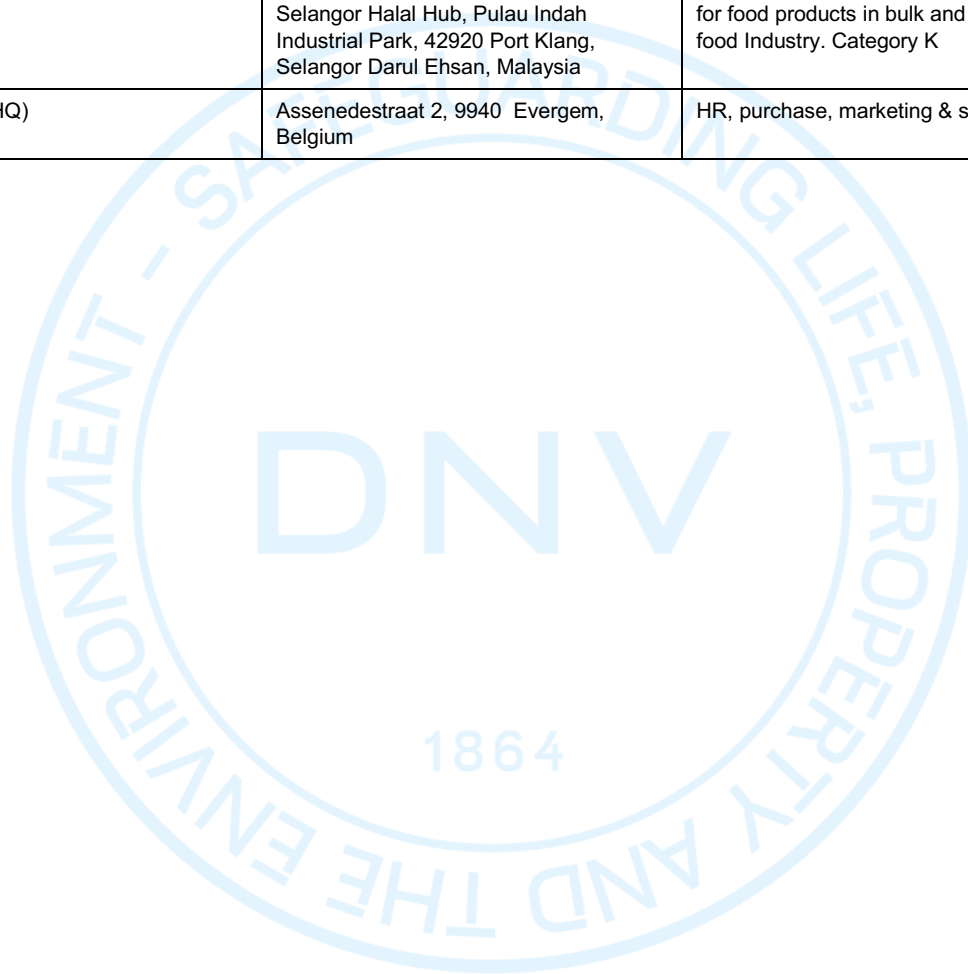 Selangor Halal Hub, Pulau Indah
Industrial Park, 42920 Port Klang,
Selangor Darul Ehsan, Malaysia
for food products in bulk and
food Industry. Category K
HQ)
Assenedestraat 2, 9940 Evergem,
Belgium
HR, purchase, marketing & s
SAFEGUARDING LIFE, PROPERTY AND THE ENVIRONMENT -
DNV
1864